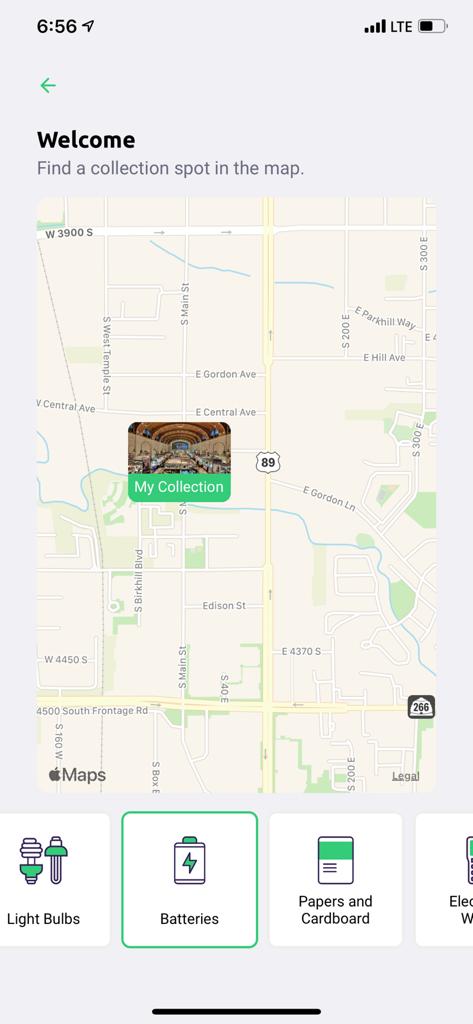 6:56
LTE
Welcome
Find a collection spot in the map.
W 3900 S
S 300 E
S Main St
S West Temple St
S 200 E
E Parkhill Way
E Hill Ave
E Gordon Ave
W Central Ave
E Central Ave
S 300 E
My Collection
89
E Gordon Ln
S Birkhill Blvd
Edison St
E 4370 S
W 4450 S
S Main St
S 40 E
4500 South Frontage Rd
266
S 160 W
S Box E
S 200 E
Maps
Legal
Light Bulbs
Batteries
Papers and
Cardboard